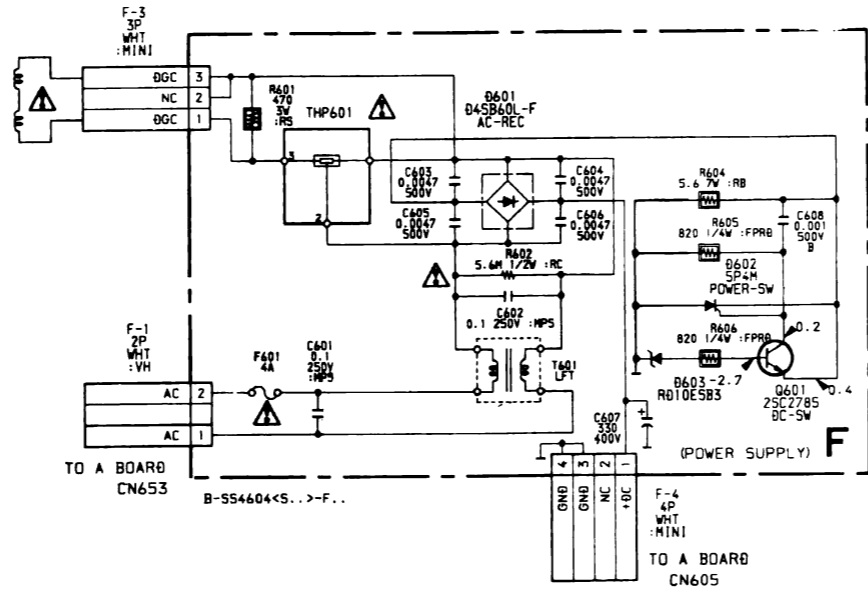 F-3
3P
WHT
:MINI
DGC 3
NC 2
DGC 1
R601
470
3W
:RS
THP601
3
2
D601
D4SB60L-F
AC-REC
C603
0.0047
500V
C604
0.0047
500V
C605
0.0047
500V
C606
0.0047
500V
R602
5.6M 1/2W :RC
C602
0.1 250V :MPS
R604
5.6 7W :RB
R605
820 1/4W :FPRD
C608
0.001
500V
B
D602
5P4M
POWER-SW
R606
820 1/4W :FPRD
0.2
D603
RD10ESB3
-2.7
Q601
2SC2785
DC-SW
0.4
F-1
2P
WHT
:VH
AC 2
AC 1
F601
4A
C601
0.1
250V
:MPS
T601
LFT
C607
330
400V
+
(POWER SUPPLY) F
TO A BOARD
CN653
B-SS4604<S..>-F..
4 3 2 1
GND GND NC +DC
F-4
4P
WHT
:MINI
TO A BOARD
CN605